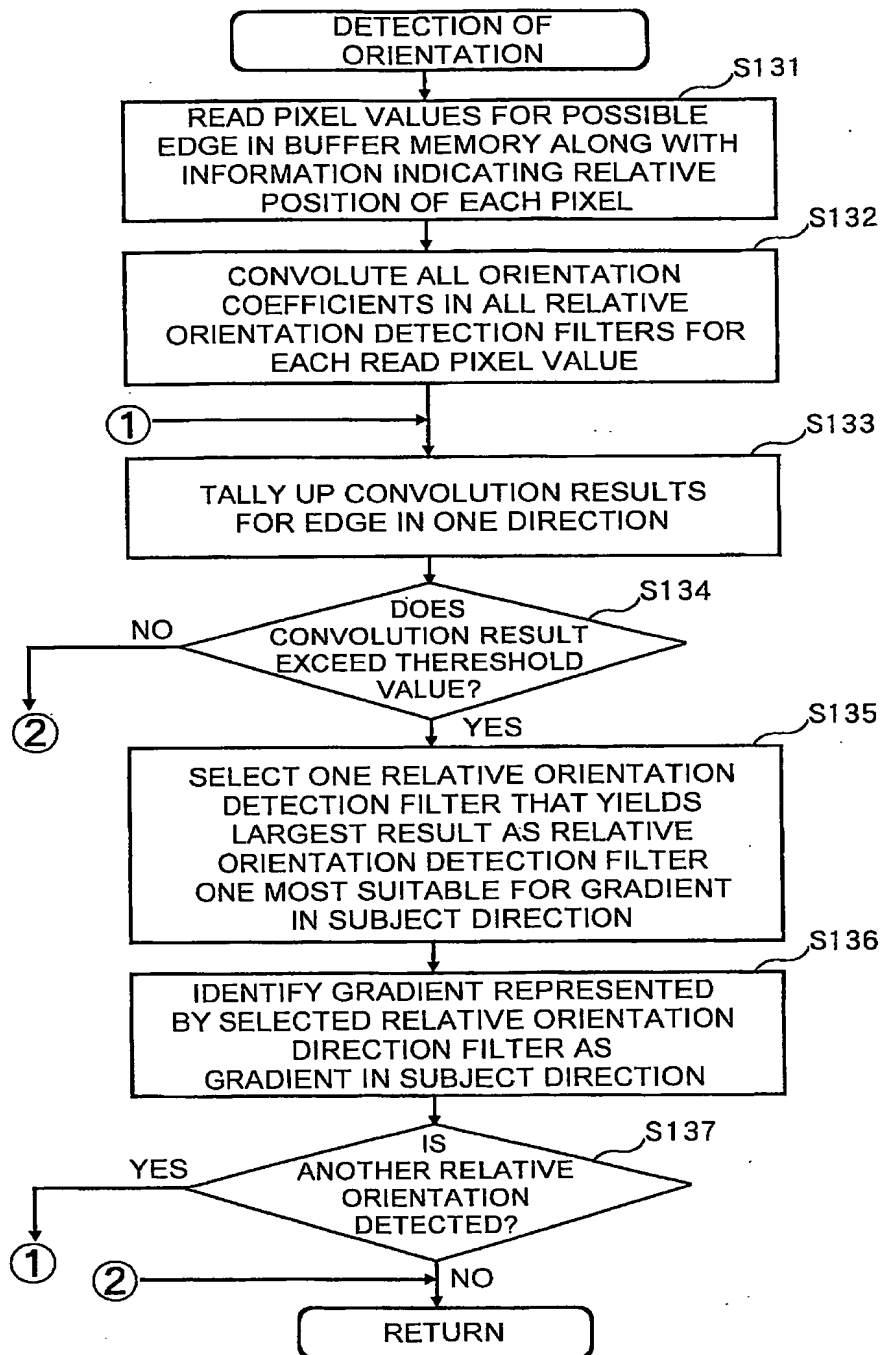 DETECTION OF
ORIENTATION
S131
READ PIXEL VALUES FOR POSSIBLE
EDGE IN BUFFER MEMORY ALONG WITH
INFORMATION INDICATING RELATIVE
POSITION OF EACH PIXEL
S132
CONVOLUTE ALL ORIENTATION
COEFFICIENTS IN ALL RELATIVE
ORIENTATION DETECTION FILTERS FOR
EACH READ PIXEL VALUE
①
S133
TALLY UP CONVOLUTION RESULTS
FOR EDGE IN ONE DIRECTION
S134
DOES
CONVOLUTION RESULT
EXCEED THERESHOLD
VALUE?
NO
②
YES
S135
SELECT ONE RELATIVE ORIENTATION
DETECTION FILTER THAT YIELDS
LARGEST RESULT AS RELATIVE
ORIENTATION DETECTION FILTER
ONE MOST SUITABLE FOR GRADIENT
IN SUBJECT DIRECTION
S136
IDENTIFY GRADIENT REPRESENTED
BY SELECTED RELATIVE ORIENTATION
DIRECTION FILTER AS
GRADIENT IN SUBJECT DIRECTION
S137
IS
ANOTHER RELATIVE
ORIENTATION
DETECTED?
YES
①
②
NO
RETURN